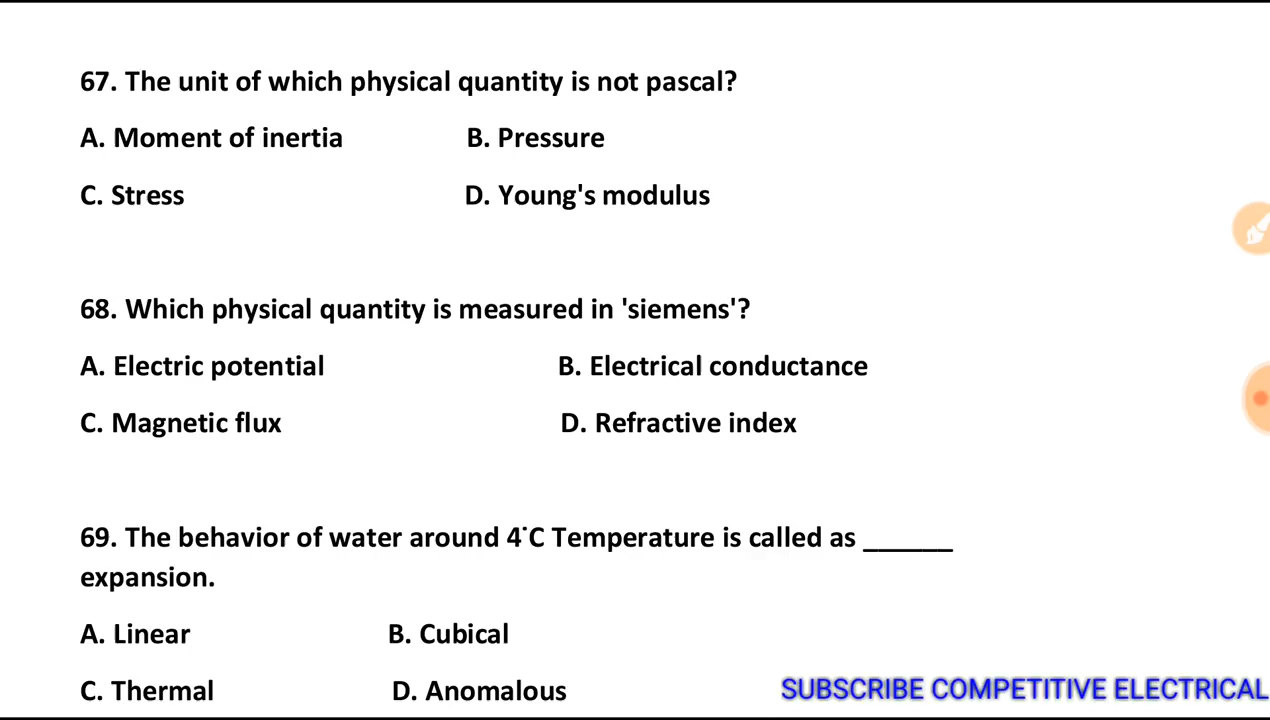 67. The unit of which physical quantity is not pascal?
A. Moment of inertia B. Pressure
C. Stress D. Young's modulus
68. Which physical quantity is measured in 'siemens'?
A. Electric potential B. Electrical conductance
C. Magnetic flux D. Refractive index
69. The behavior of water around 4˙C Temperature is called as ______
expansion.
A. Linear B. Cubical
C. Thermal D. Anomalous
SUBSCRIBE COMPETITIVE ELECTRICAL